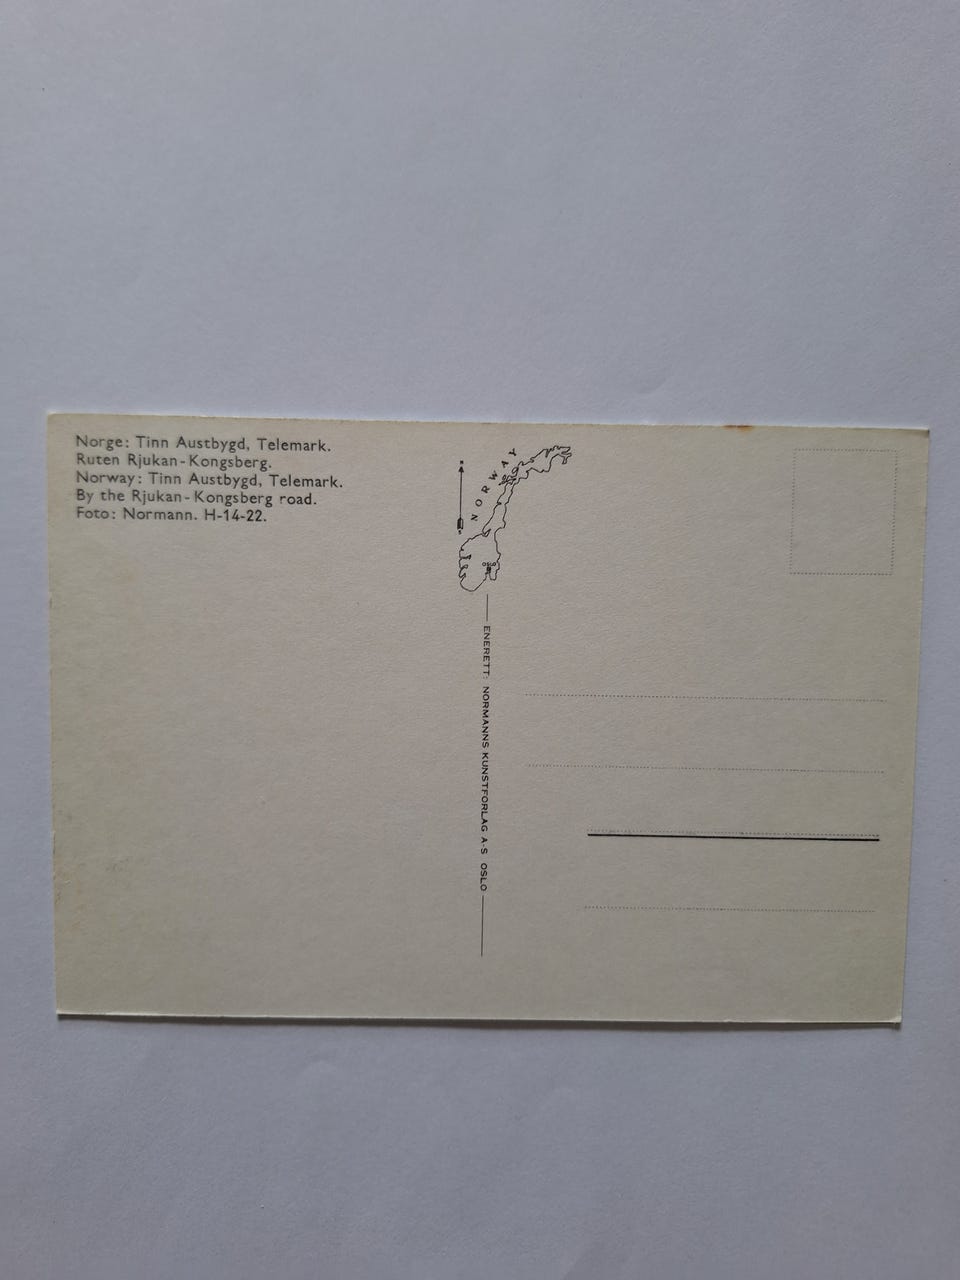 Norge: Tinn Austbygd, Telemark.
Ruten Rjukan-Kongsberg.
Norway: Tinn Austbygd, Telemark.
By the Rjukan-Kongsberg road.
Foto: Normann. H-14-22.
NORWAY
OSLO
ENERETT: NORMANNS KUNSTFORLAG A.S OSLO